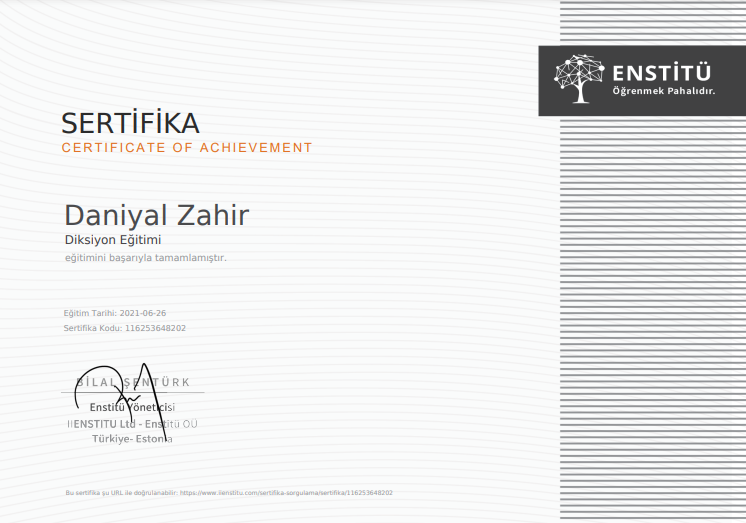 ENSTİTÜ
Öğrenmek Pahalıdır.
SERTİFİKA
CERTIFICATE OF ACHIEVEMENT
Daniyal Zahir
Diksiyon Eğitimi
eğitimini başarıyla tamamlamıştır.
Eğitim Tarihi: 2021-06-26
Sertifika Kodu: 116253648202
BİLAL ŞENTÜRK
Enstitü Yöneticisi
IIENSTITU Ltd - Enstitü OÜ
Türkiye- Estonia
Bu sertifika şu URL ile doğrulanabilir: https://www.iienstitu.com/sertifika-sorgulama/sertifika/116253648202